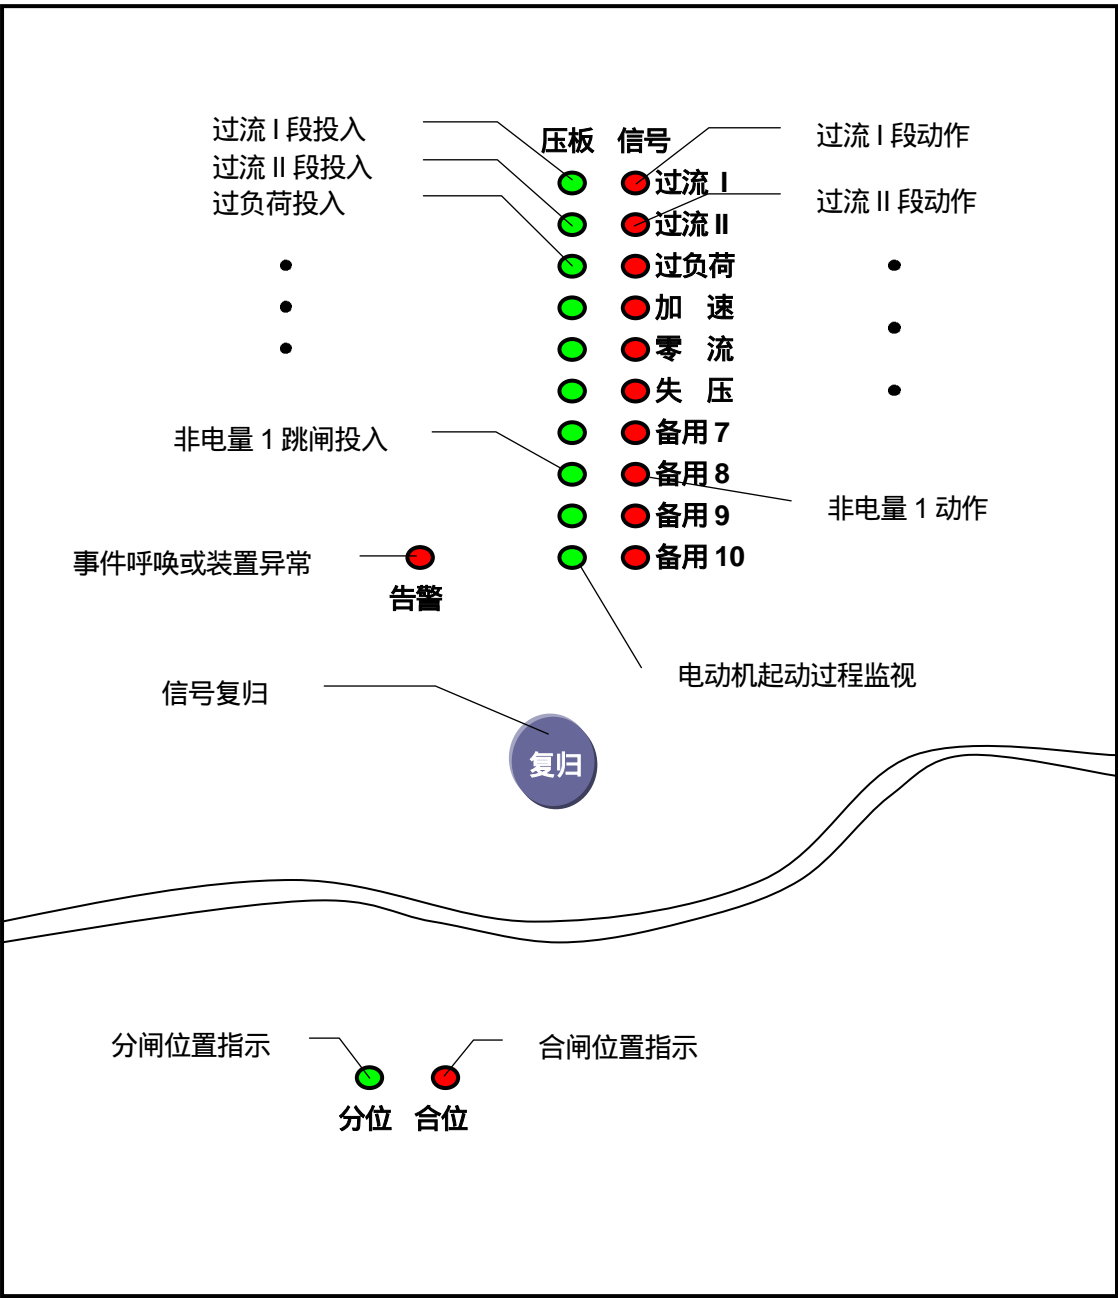 过流 I 段投入
压板 信号
过流 I 段动作
过流 II 段投入
过流 I
过负荷投入
过流 II 段动作
过流 II
过负荷
加 速
零 流
失 压
备用 7
非电量 1 跳闸投入
备用 8
非电量 1 动作
备用 9
事件呼唤或装置异常
备用 10
告警
电动机起动过程监视
信号复归
复归
分闸位置指示
合闸位置指示
分位 合位